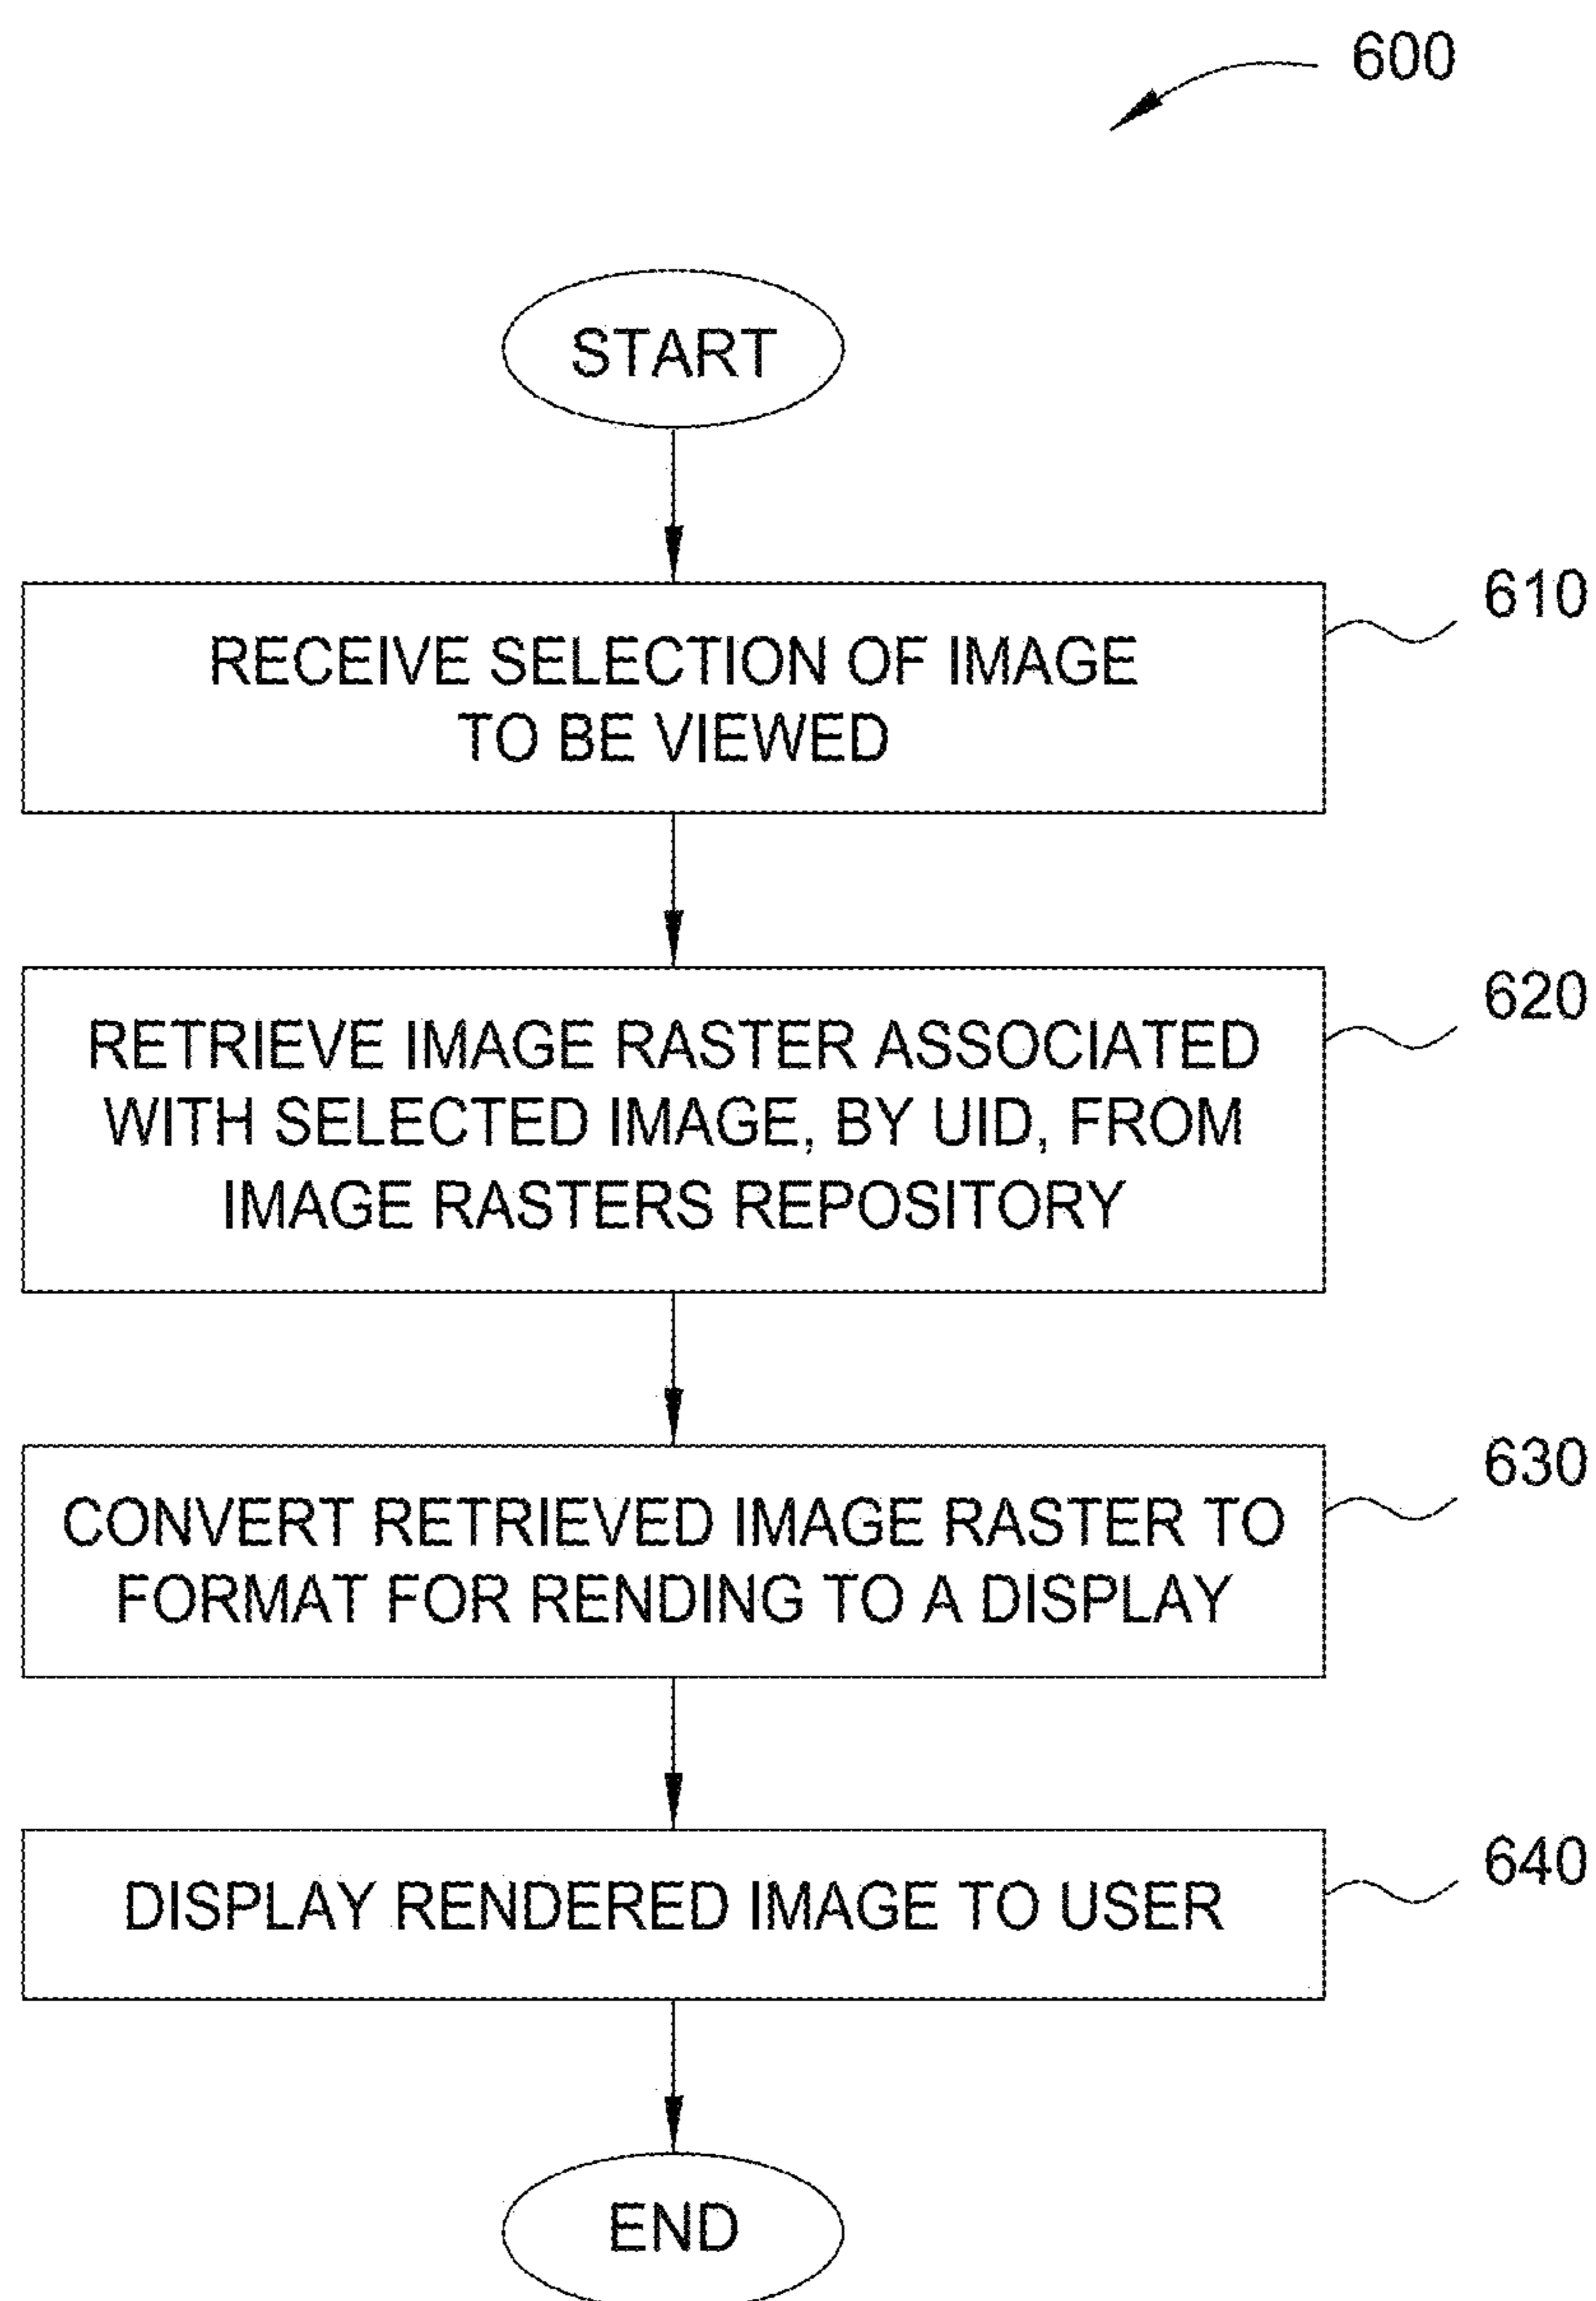 600
START
RECEIVE SELECTION OF IMAGE
TO BE VIEWED
610
RETRIEVE IMAGE RASTER ASSOCIATED
WITH SELECTED IMAGE, BY UID, FROM
IMAGE RASTERS REPOSITORY
620
CONVERT RETRIEVED IMAGE RASTER TO
FORMAT FOR RENDING TO A DISPLAY
630
DISPLAY RENDERED IMAGE TO USER
640
END